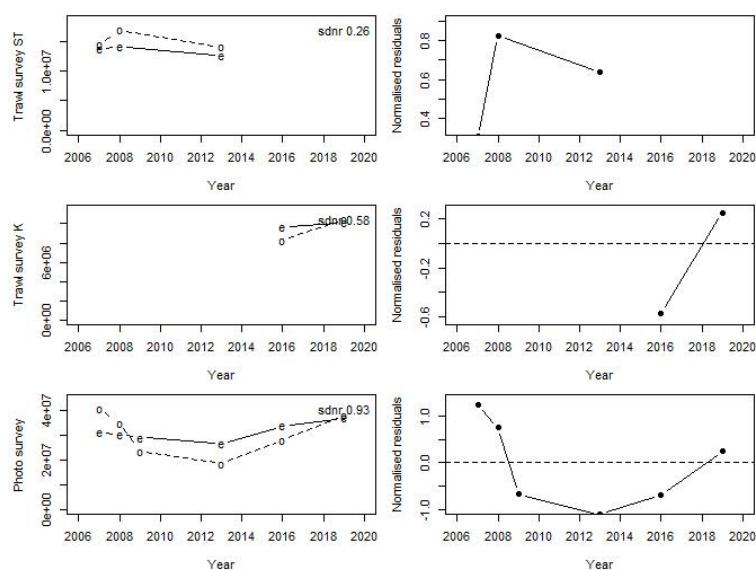 Trawl survey ST
1.0e+07
0.0e+00
sdnr 0.26
2006 2008 2010 2012 2014 2016 2018 2020
Year
Normalised residuals
0.8
0.6
0.4
2006 2008 2010 2012 2014 2016 2018 2020
Year
Trawl survey K
6e+06
0e+00
sdnr 0.58
2006 2008 2010 2012 2014 2016 2018 2020
Year
Normalised residuals
0.2
-0.2
-0.6
2006 2008 2010 2012 2014 2016 2018 2020
Year
Photo survey
4e+07
2e+07
0e+00
sdnr 0.93
2006 2008 2010 2012 2014 2016 2018 2020
Year
Normalised residuals
1.0
0.0
-1.0
2006 2008 2010 2012 2014 2016 2018 2020
Year